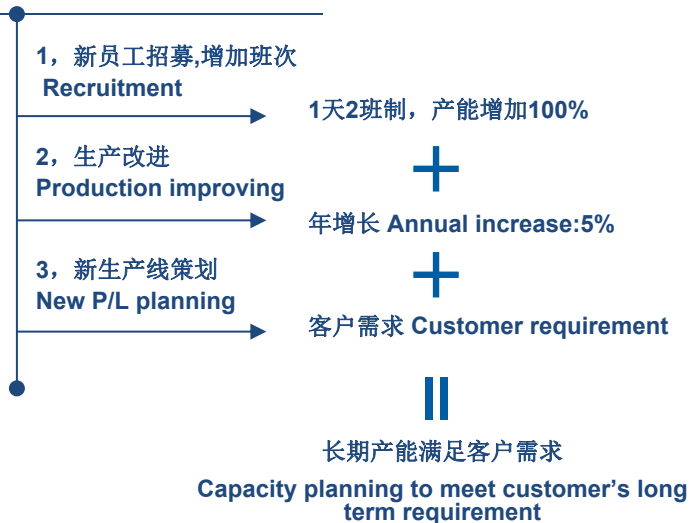 1，新员工招募,增加班次
Recruitment
1天2班制，产能增加100%
2，生产改进
Production improving
年增长 Annual increase:5%
3，新生产线策划
New P/L planning
客户需求 Customer requirement
长期产能满足客户需求
Capacity planning to meet customer’s long
term requirement